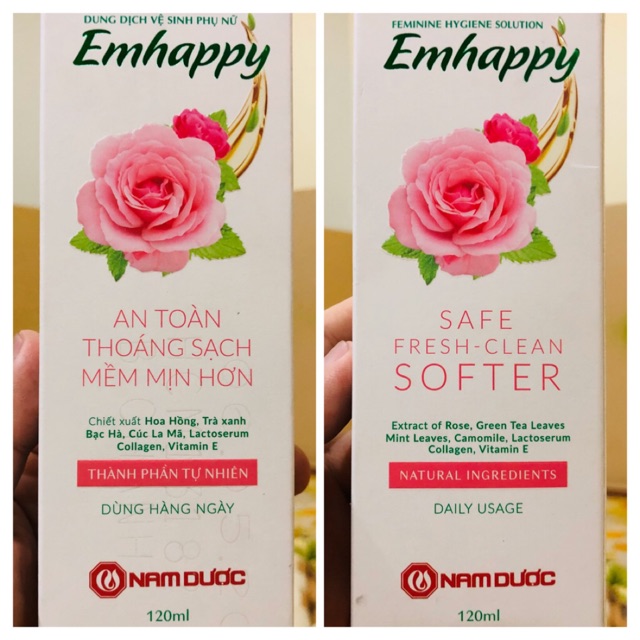 DUNG DỊCH VỆ SINH PHỤ NỮ
Emhappy
AN TOÀN
THOÁNG SẠCH
MỀM MỊN HƠN
Chiết xuất Hoa Hồng, Trà xanh
Bạc Hà, Cúc La Mã, Lactoserum
Collagen, Vitamin E
THÀNH PHẦN TỰ NHIÊN
DÙNG HÀNG NGÀY
NAM DƯỢC
120ml
FEMININE HYGIENE SOLUTION
Emhappy
SAFE
FRESH-CLEAN
SOFTER
Extract of Rose, Green Tea Leaves
Mint Leaves, Camomile, Lactoserum
Collagen, Vitamin E
NATURAL INGREDIENTS
DAILY USAGE
NAM DƯỢC
120ml